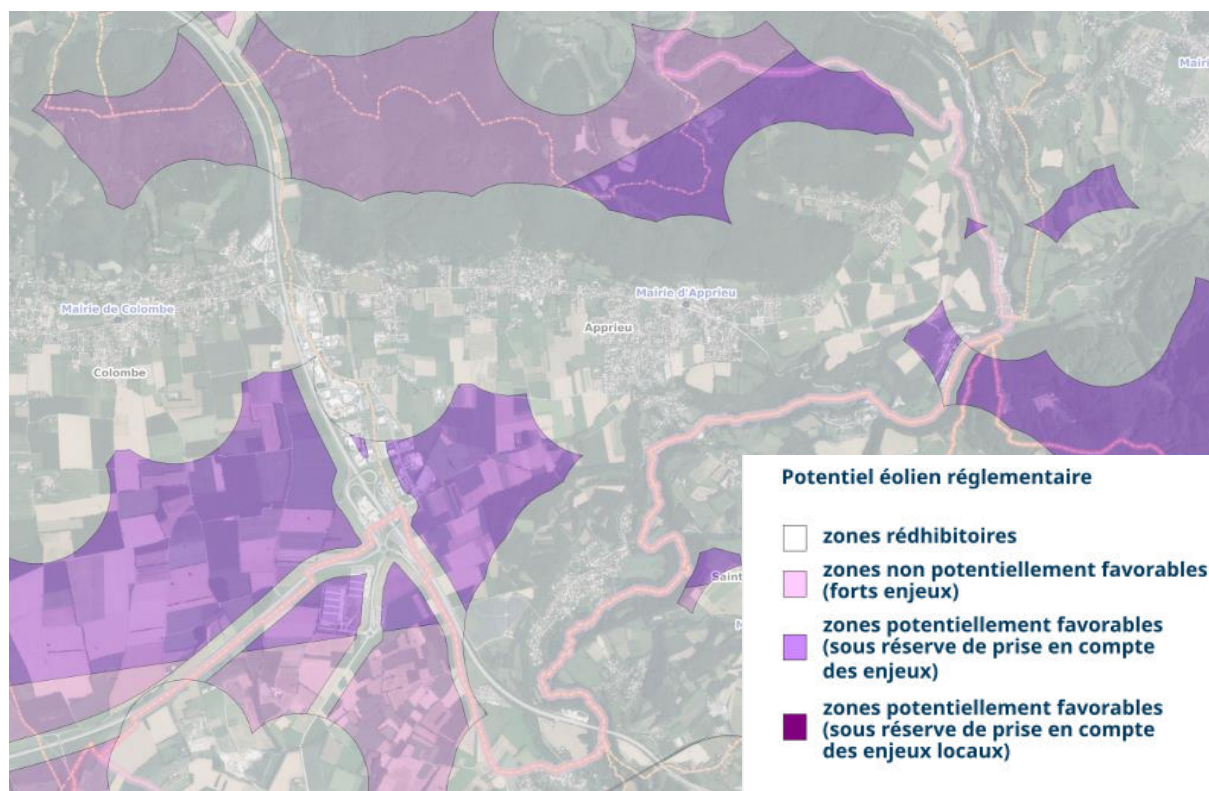 Mairi
Mairie de Colombe
Mairie d'Apprieu
Apprieu
Colombe
Saint
M
Potentiel éolien réglementaire
zones rédhibitoires
zones non potentiellement favorables
(forts enjeux)
zones potentiellement favorables
(sous réserve de prise en compte
des enjeux)
zones potentiellement favorables
(sous réserve de prise en compte
des enjeux locaux)